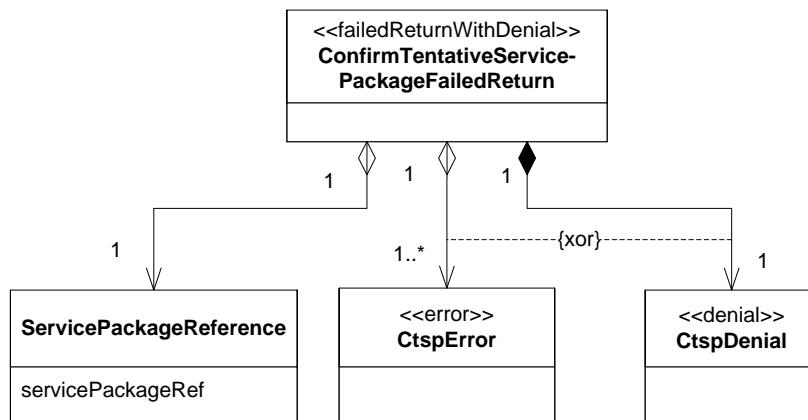 <<failedReturnWithDenial>>
ConfirmTentativeService-
PackageFailedReturn
1
1
1
1
1..*
{xor}
1
ServicePackageReference
servicePackageRef
<<error>>
CtspError
<<denial>>
CtspDenial